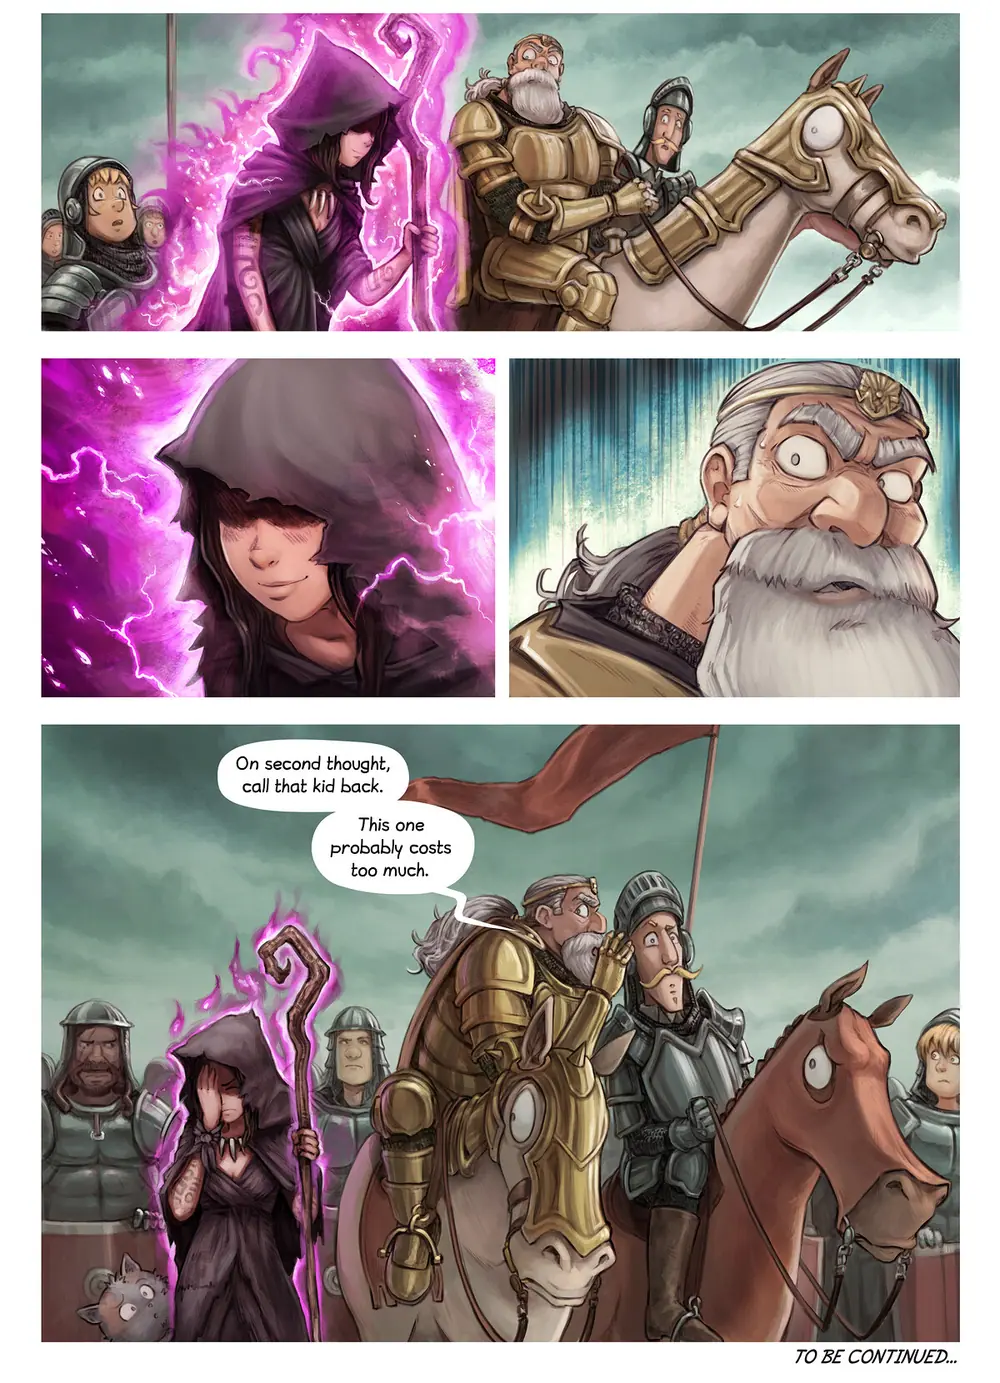 On second thought,
call that kid back.
This one
probably costs
too much.
TO BE CONTINUED...